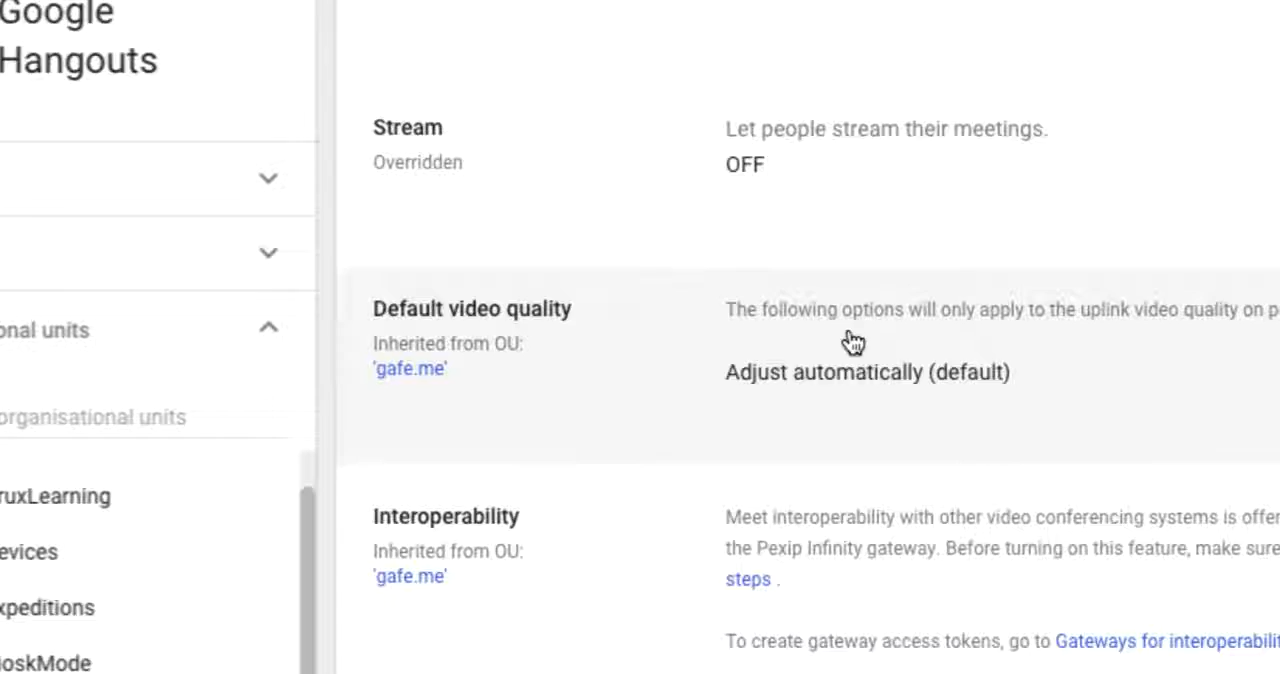 Google
Hangouts
onal units
organisational units
ruxLearning
evices
xpeditions
ioskMode
Stream
Overridden
Let people stream their meetings.
OFF
Default video quality
Inherited from OU:
'gafe.me'
The following options will only apply to the uplink video quality on p
Adjust automatically (default)
Interoperability
Inherited from OU:
'gafe.me'
Meet interoperability with other video conferencing systems is offer
the Pexip Infinity gateway. Before turning on this feature, make sure
steps .
To create gateway access tokens, go to Gateways for interoperabilit